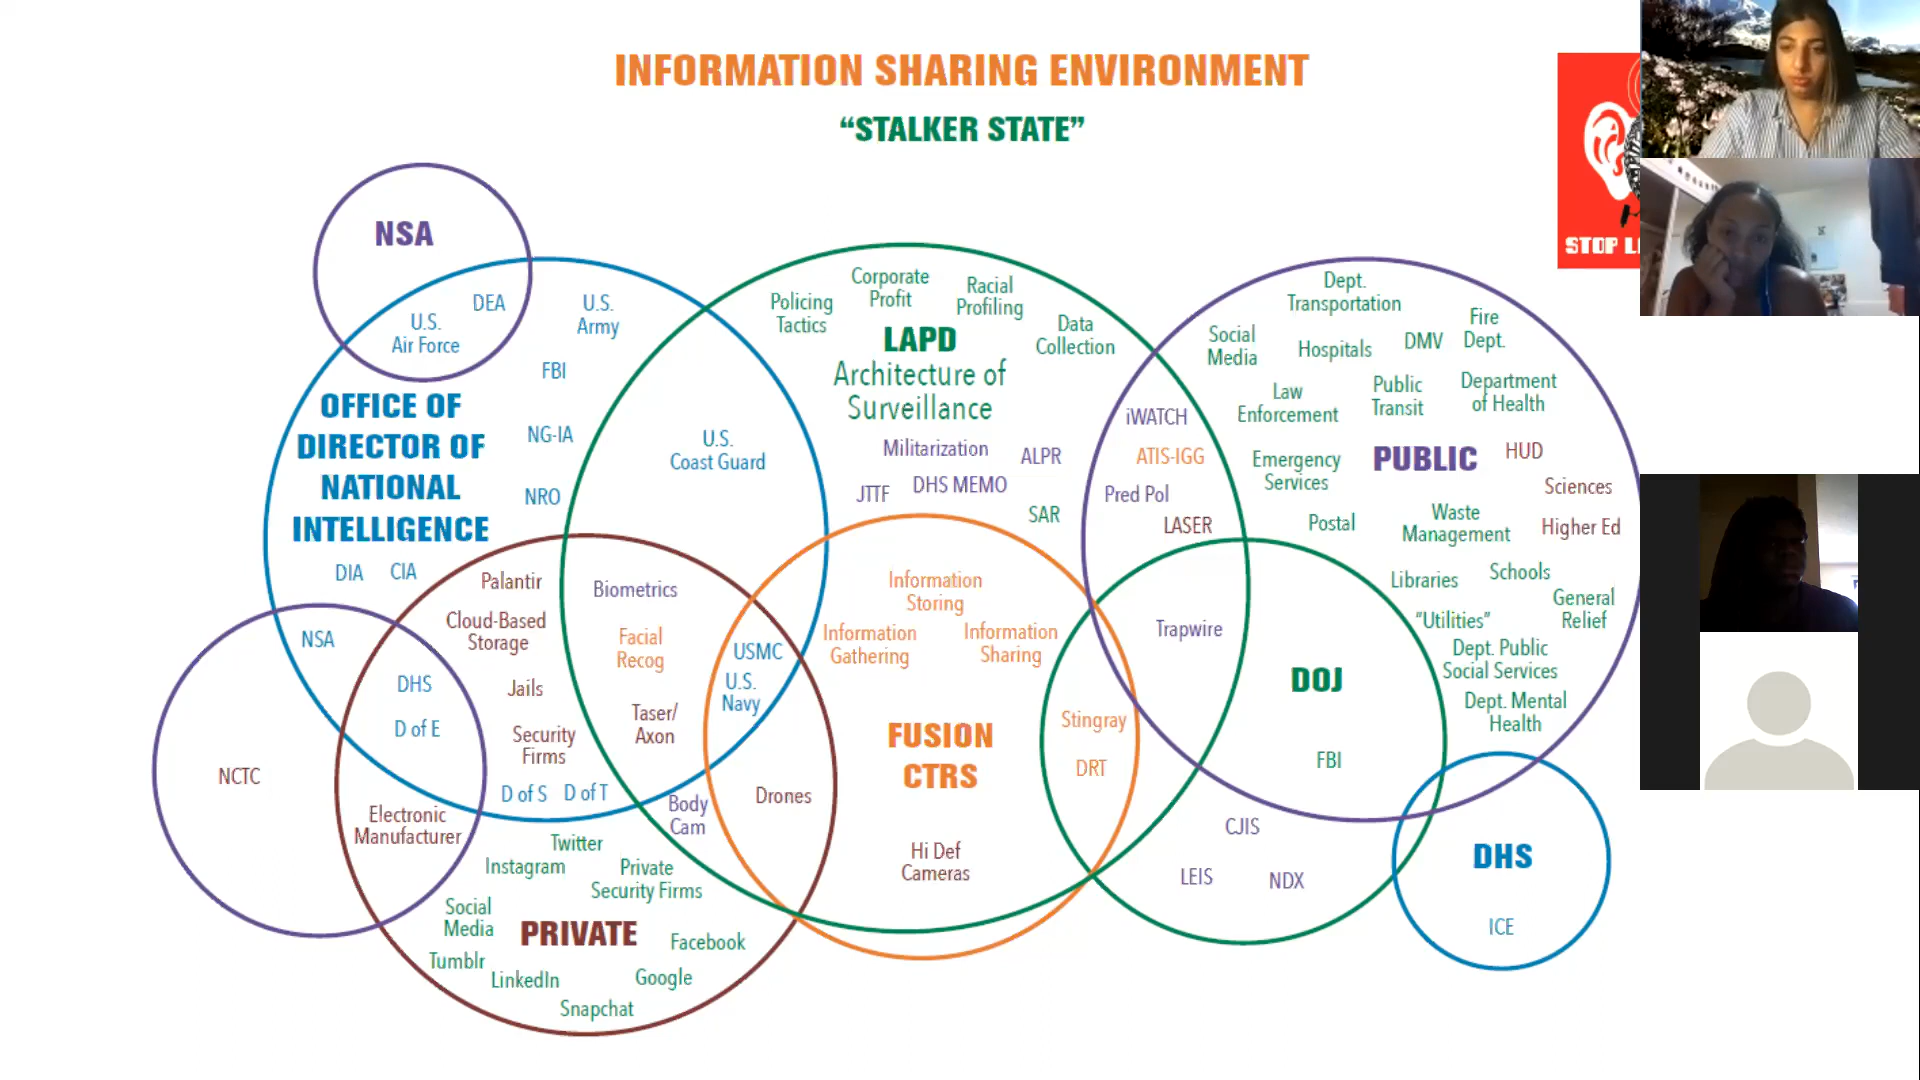 INFORMATION SHARING ENVIRONMENT
“STALKER STATE”
STOP L
NSA
DEA
U.S.
Air Force
U.S.
Army
FBI
OFFICE OF
DIRECTOR OF
NATIONAL
INTELLIGENCE
NG-IA
NRO
DIA
CIA
U.S.
Coast Guard
Policing
Tactics
Corporate
Profit
Racial
Profiling
Data
Collection
LAPD
Architecture of
Surveillance
Militarization
ALPR
JTTF
DHS MEMO
SAR
iWATCH
ATIS-IGG
Pred Pol
LASER
Dept.
Transportation
Social
Media
Hospitals
DMV
Fire
Dept.
Law
Enforcement
Public
Transit
Department
of Health
Emergency
Services
PUBLIC
HUD
Sciences
Postal
Waste
Management
Higher Ed
Libraries
Schools
General
Relief
“Utilities”
Dept. Public
Social Services
Dept. Mental
Health
NSA
DHS
D of E
NCTC
Electronic
Manufacturer
Palantir
Cloud-Based
Storage
Jails
Security
Firms
D of S
D of T
Biometrics
Facial
Recog
Taser/
Axon
USMC
U.S.
Navy
Body
Cam
Drones
Information
Storing
Information
Gathering
Information
Sharing
FUSION
CTRS
Hi Def
Cameras
Stingray
DRT
Trapwire
DOJ
FBI
CJIS
LEIS
NDX
DHS
ICE
Twitter
Instagram
Private
Security Firms
Social
Media
PRIVATE
Facebook
Tumblr
LinkedIn
Google
Snapchat